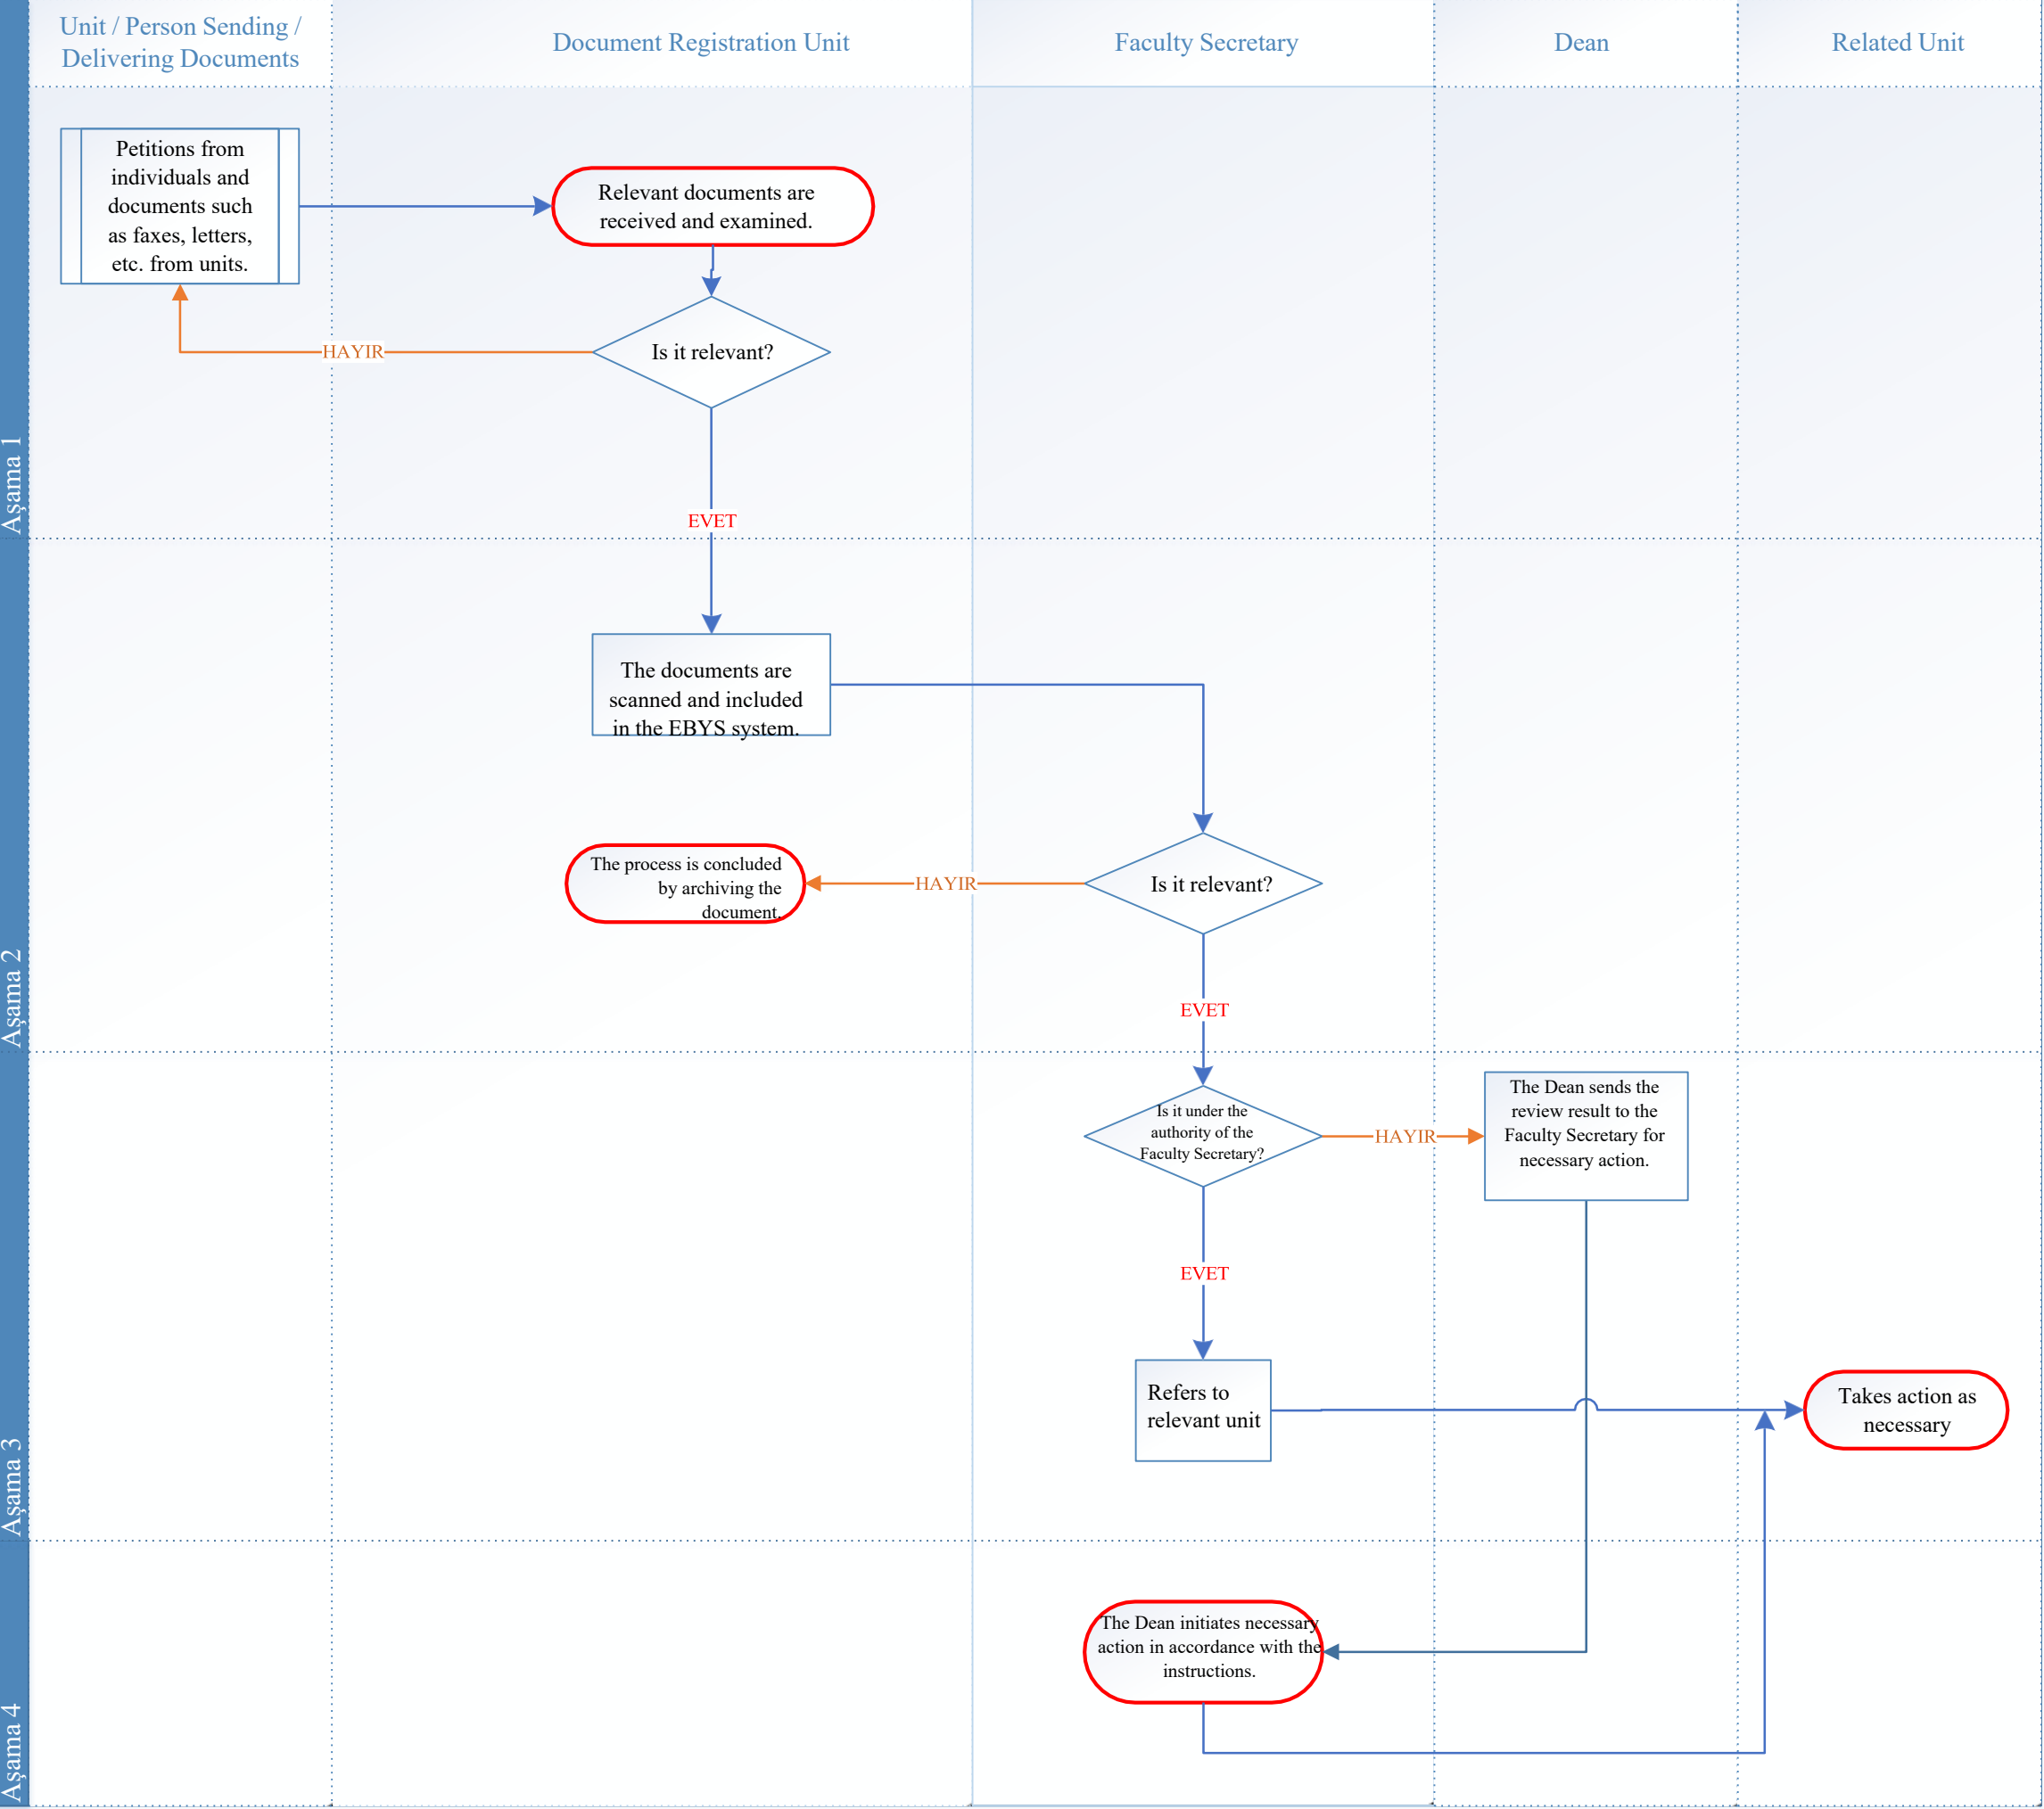 Unit / Person Sending /
Delivering Documents
Document Registration Unit
Faculty Secretary
Dean
Related Unit
Aşama 1
Petitions from
individuals and
documents such
as faxes, letters,
etc. from units.
Relevant documents are
received and examined.
Is it relevant?
HAYIR
EVET
Aşama 2
The documents are
scanned and included
in the EBYS system.
The process is concluded
by archiving the
document.
HAYIR
Is it relevant?
EVET
Aşama 3
Is it under the
authority of the
Faculty Secretary?
HAYIR
The Dean sends the
review result to the
Faculty Secretary for
necessary action.
EVET
Refers to
relevant unit
Takes action as
necessary
Aşama 4
The Dean initiates necessary
action in accordance with the
instructions.